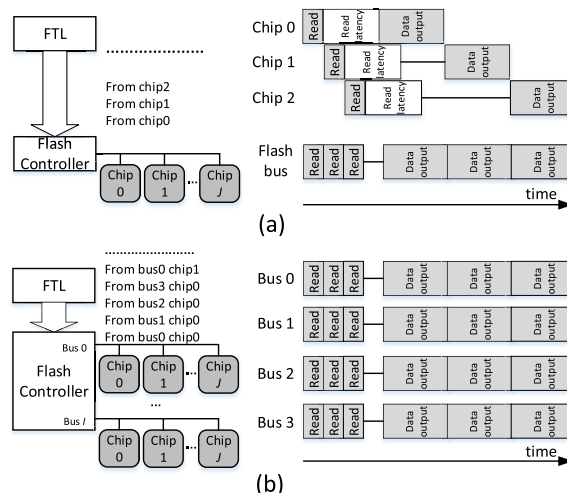 FTL
..........................
From chip2
From chip1
From chip0
Flash
Controller
Chip
0
Chip
1
...
Chip
J
Chip 0
Read
Read
latency
Data
output
Chip 1
Read
Read
latency
Data
output
Chip 2
Read
Read
latency
Data
output
Flash
bus
Read
Read
Read
Data
output
Data
output
Data
output
time
(a)
..........................
From bus0 chip1
From bus3 chip0
From bus2 chip0
From bus1 chip0
From bus0 chip0
FTL
Bus 0
Flash
Controller
Chip
0
Chip
1
...
Chip
J
...
Bus I
Chip
0
Chip
1
...
Chip
J
Bus 0
Read
Read
Read
Data
output
Data
output
Data
output
Bus 1
Read
Read
Read
Data
output
Data
output
Data
output
Bus 2
Read
Read
Read
Data
output
Data
output
Data
output
Bus 3
Read
Read
Read
Data
output
Data
output
Data
output
time
(b)